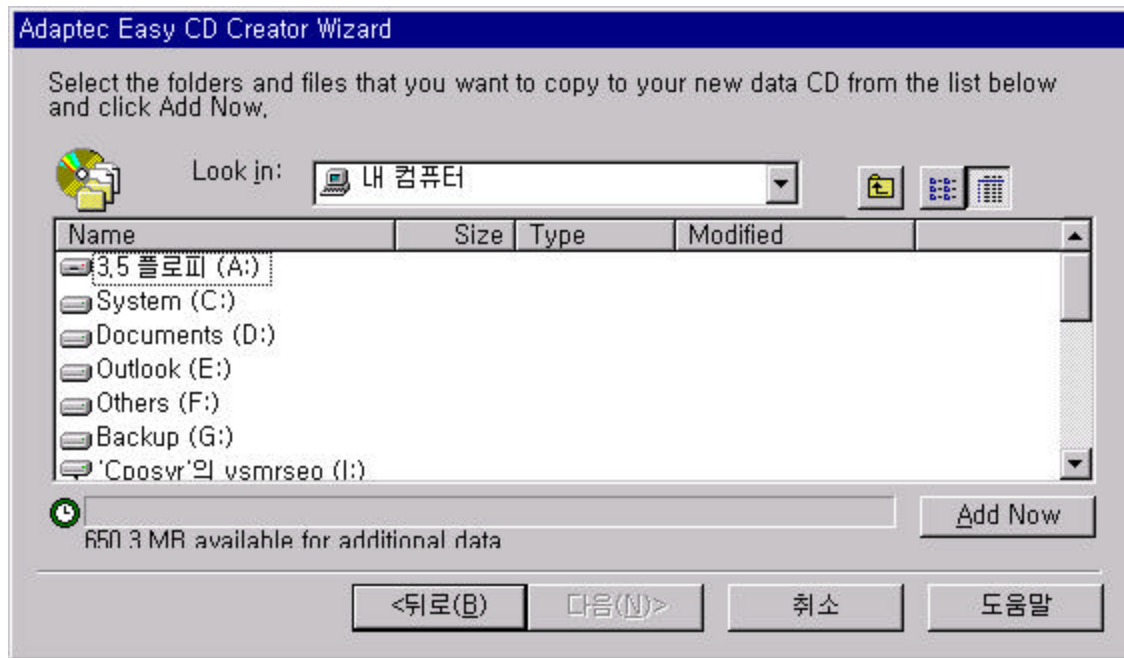 Adaptec Easy CD Creator Wizard
Select the folders and files that you want to copy to your new data CD from the list below
and click Add Now,
Look in: 내 컴퓨터
Name Size Type Modified
3,5 플로피 (A:)
System (C:)
Documents (D:)
Outlook (E:)
Others (F:)
Backup (G:)
'Cposvr'의 vsmrseo (I:)
Add Now
650.3 MB available for additional data
<뒤로(B) 다음(N)> 취소 도움말